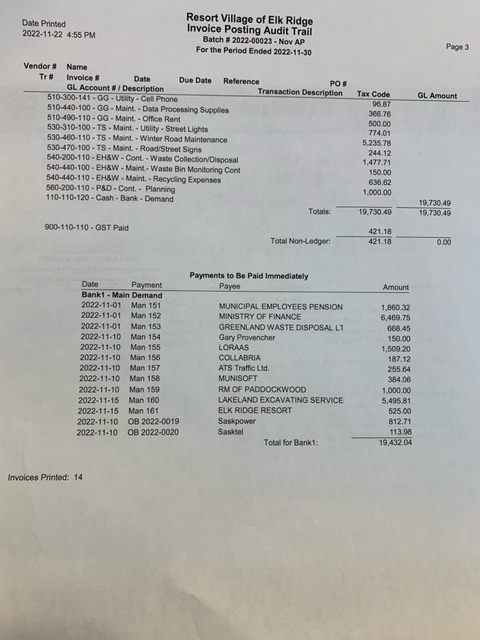 Date Printed
2022-11-22 4:55 PM
Resort Village of Elk Ridge
Invoice Posting Audit Trail
Batch # 2022-00023 - Nov AP
For the Period Ended 2022-11-30
Page 3
Vendor # Name
Tr # Invoice # Date Due Date Reference PO #
GL Account # / Description Transaction Description Tax Code GL Amount
510-300-141 - GG - Utility - Cell Phone 96.87
510-440-100 - GG - Maint. - Data Processing Supplies 366.76
510-490-110 - GG - Maint. - Office Rent 500.00
530-310-100 - TS - Maint. - Utility - Street Lights 774.01
530-460-110 - TS - Maint. - Winter Road Maintenance 5,235.78
530-470-100 - TS - Maint. - Road/Street Signs 244.12
540-200-110 - EH&W - Cont. - Waste Collection/Disposal 1,477.71
540-440-100 - EH&W - Maint.- Waste Bin Monitoring Cont 150.00
540-440-110 - EH&W - Maint. - Recycling Expenses 636.62
560-200-110 - P&D - Cont. - Planning 1,000.00
110-110-120 - Cash - Bank - Demand 19,730.49
Totals: 19,730.49 19,730.49
900-110-110 - GST Paid 421.18
Total Non-Ledger: 421.18 0.00
Payments to Be Paid Immediately
Date Payment Payee Amount
Bank1 - Main Demand
2022-11-01 Man 151 MUNICIPAL EMPLOYEES PENSION 1,860.32
2022-11-01 Man 152 MINISTRY OF FINANCE 6,469.75
2022-11-01 Man 153 GREENLAND WASTE DISPOSAL LT 668.45
2022-11-10 Man 154 Gary Provencher 150.00
2022-11-10 Man 155 LORAAS 1,509.20
2022-11-10 Man 156 COLLABRIA 187.12
2022-11-10 Man 157 ATS Traffic Ltd. 255.64
2022-11-10 Man 158 MUNISOFT 384.06
2022-11-10 Man 159 RM OF PADDOCKWOOD 1,000.00
2022-11-15 Man 160 LAKELAND EXCAVATING SERVICE 5,495.81
2022-11-15 Man 161 ELK RIDGE RESORT 525.00
2022-11-10 OB 2022-0019 Saskpower 812.71
2022-11-10 OB 2022-0020 Sasktel 113.98
Total for Bank1: 19,432.04
Invoices Printed: 14